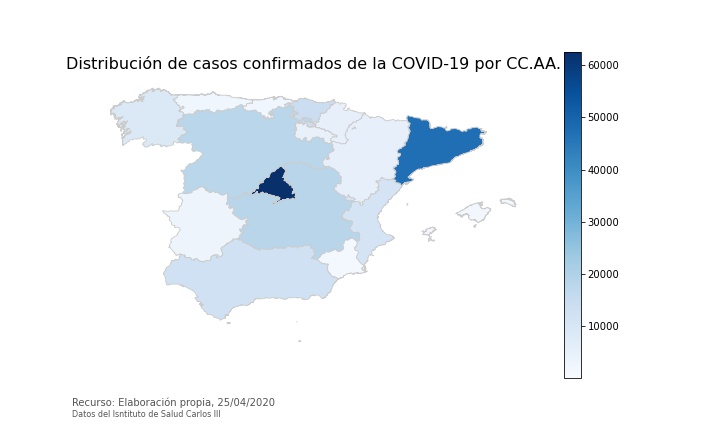 Distribución de casos confirmados de la COVID-19 por CC.AA.
60000
50000
40000
30000
20000
10000
Recurso: Elaboración propia, 25/04/2020
Datos del Isntituto de Salud Carlos III